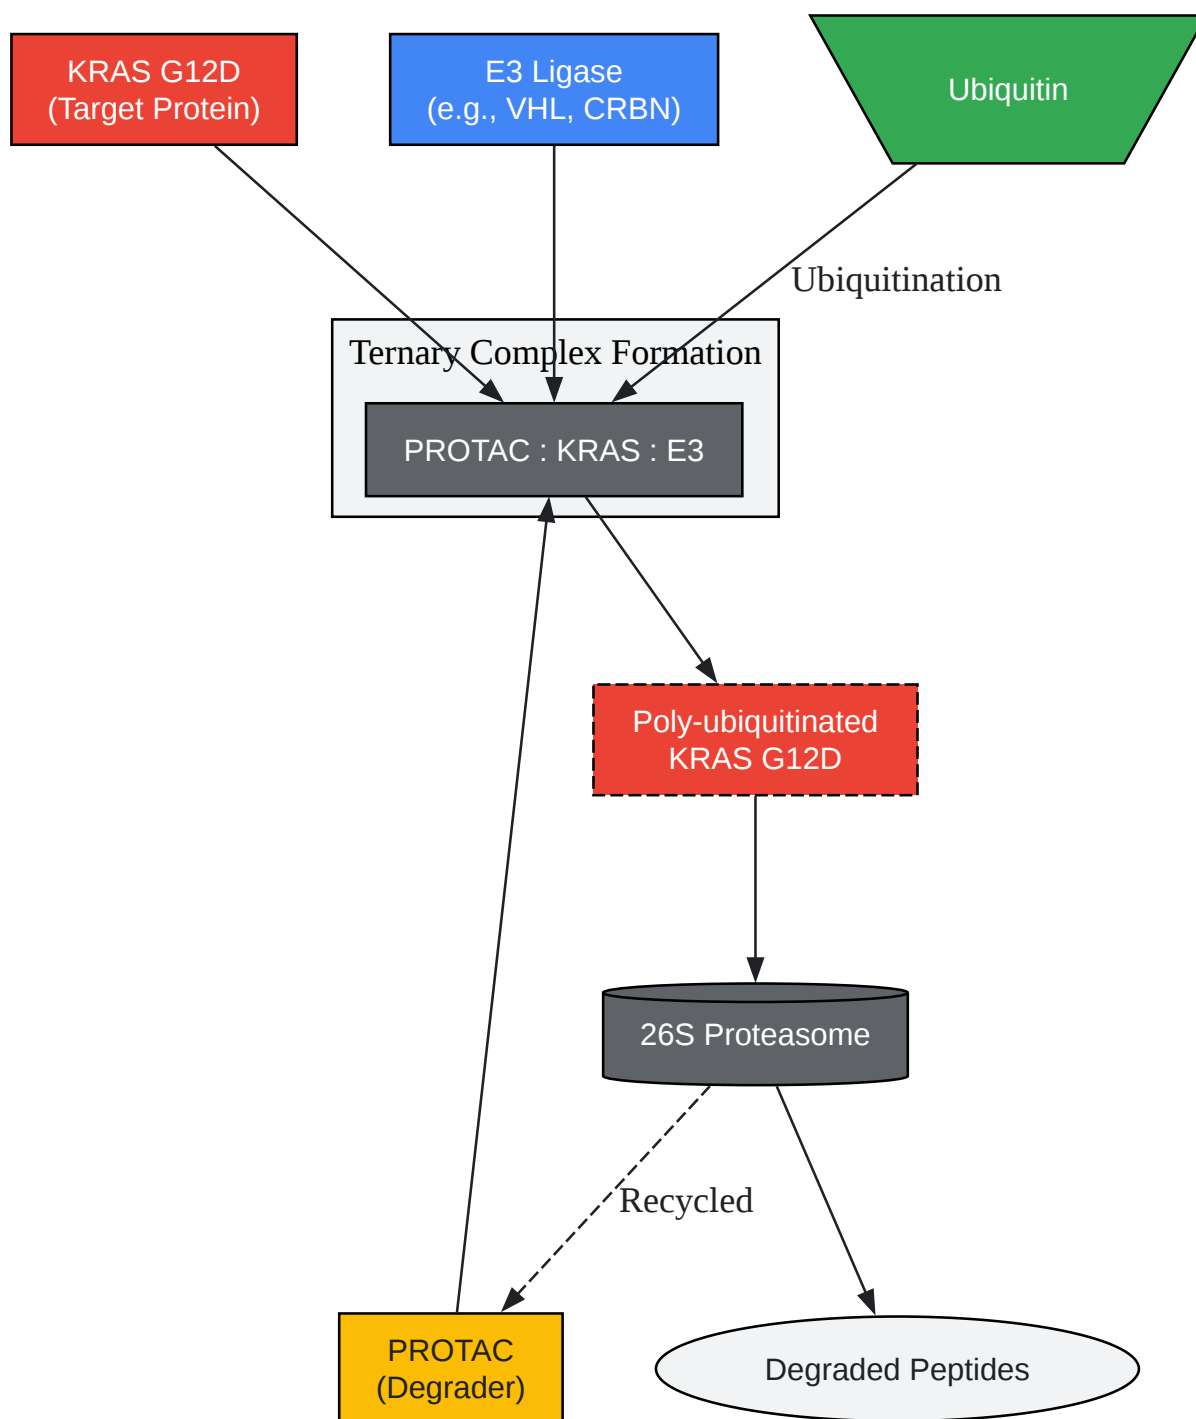 KRAS G12D
(Target Protein)
E3 Ligase
(e.g., VHL, CRBN)
Ubiquitin
Ubiquitination
Ternary Complex Formation
PROTAC : KRAS : E3
Poly-ubiquitinated
KRAS G12D
26S Proteasome
Recycled
PROTAC
(Degrader)
Degraded Peptides